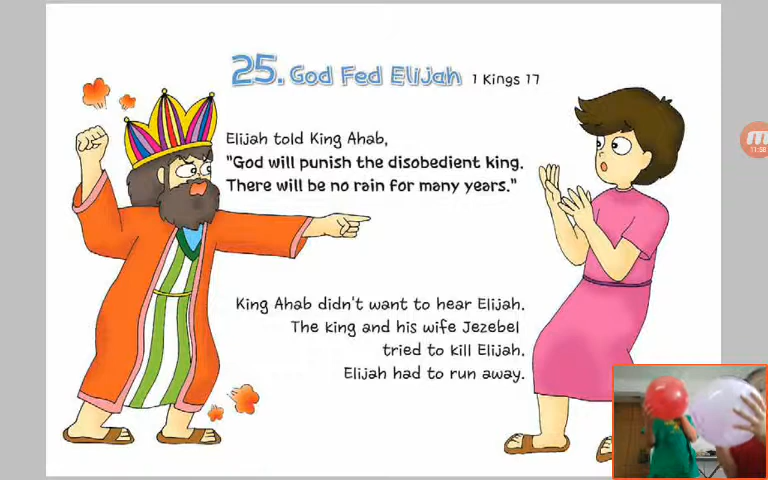 25. God Fed Elijah 1 Kings 17
Elijah told King Ahab,
"God will punish the disobedient king.
There will be no rain for many years."
King Ahab didn't want to hear Elijah.
The king and his wife Jezebel
tried to kill Elijah.
Elijah had to run away.
11:58